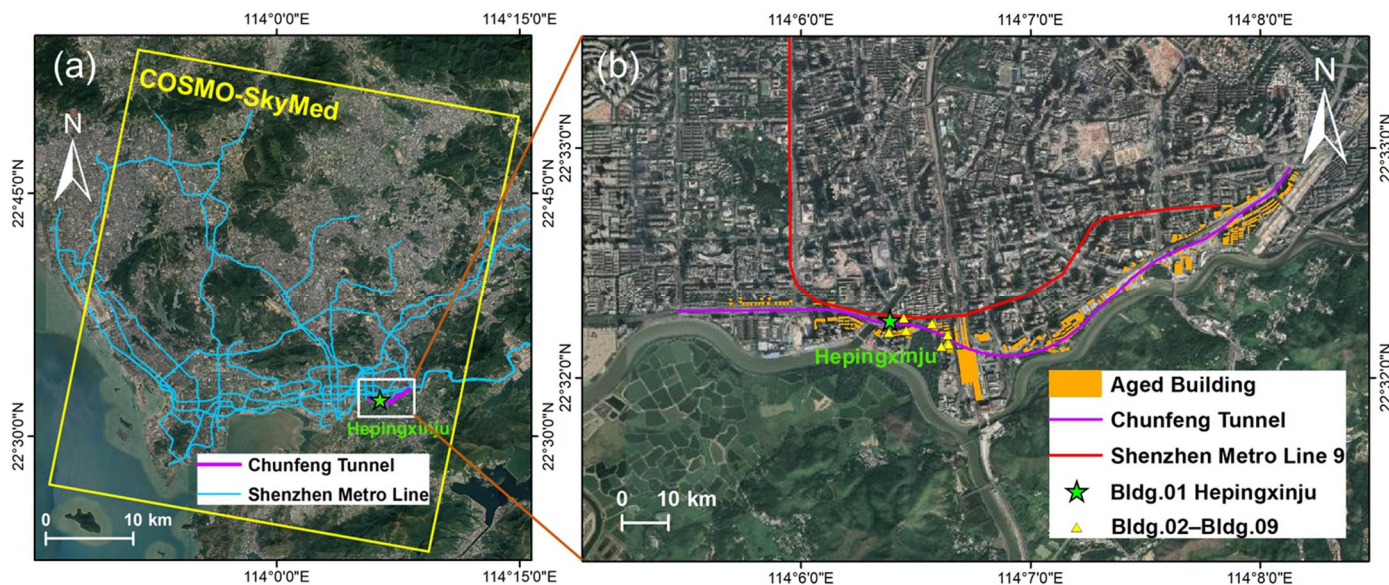 114°0'0"E
114°15'0"E
114°6'0"E
114°7'0"E
114°8'0"E
(a)
COSMO-SkyMed
N
22°45'0"N
22°30'0"N
Hepingxinju
Chunfeng Tunnel
Shenzhen Metro Line
0 10 km
22°45'0"N
22°30'0"N
114°0'0"E
114°15'0"E
(b)
N
22°33'0"N
22°32'0"N
Hepingxinju
Aged Building
Chunfeng Tunnel
Shenzhen Metro Line 9
Bldg.01 Hepingxinju
Bldg.02–Bldg.09
0 10 km
22°33'0"N
22°32'0"N
114°6'0"E
114°7'0"E
114°8'0"E